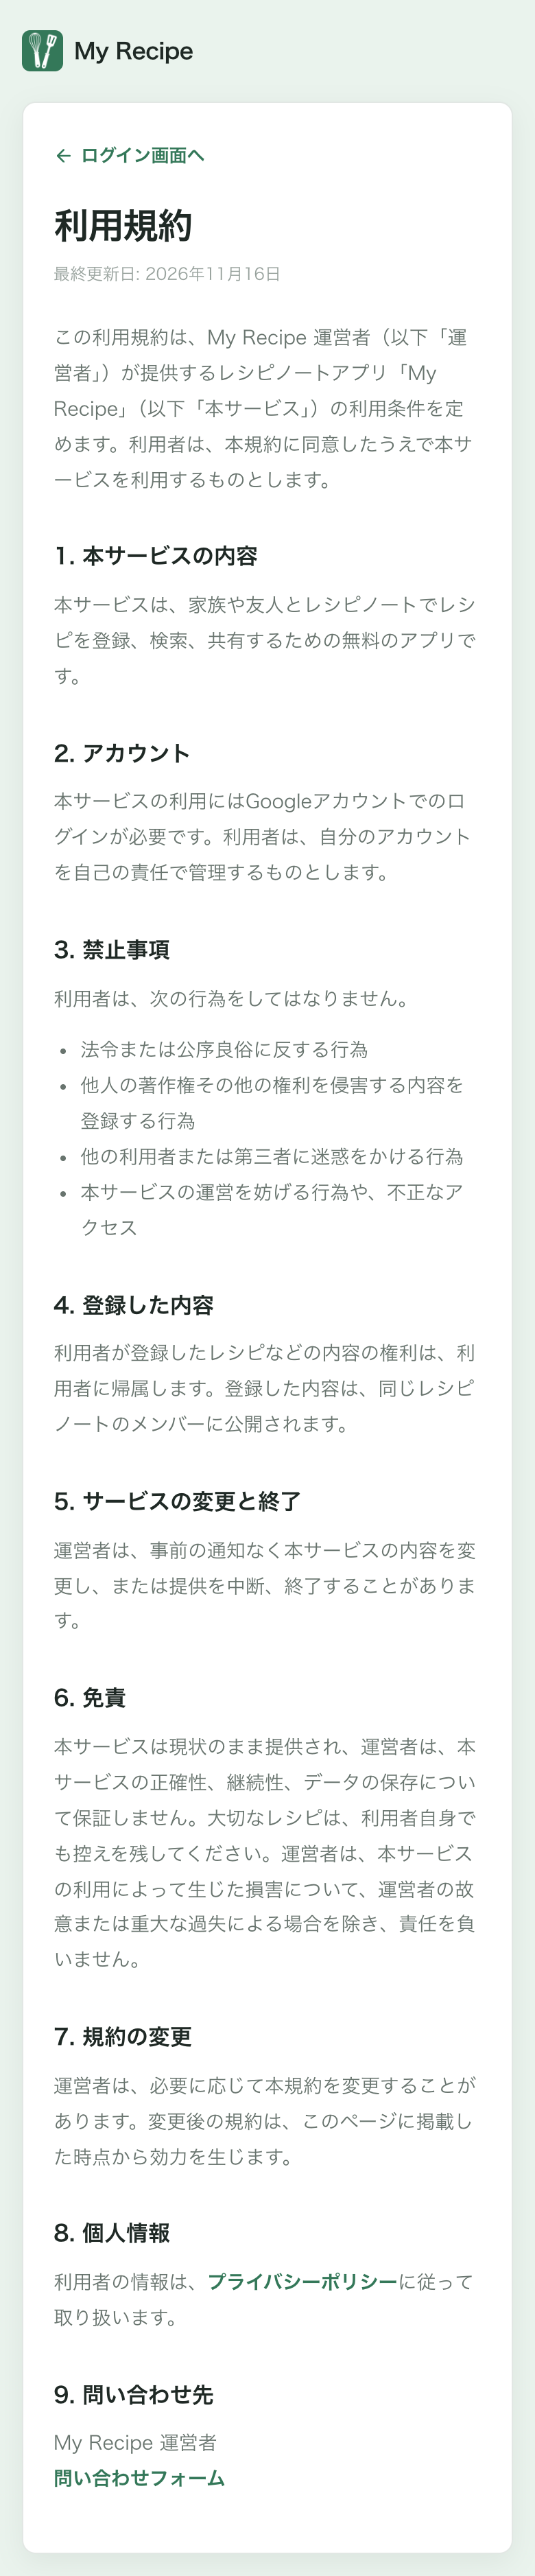 My Recipe
← ログイン画面へ
利用規約
最終更新日: 2026年11月16日
この利用規約は、My Recipe 運営者（以下「運
営者」）が提供するレシピノートアプリ「My
Recipe」（以下「本サービス」）の利用条件を定
めます。利用者は、本規約に同意したうえで本サ
ービスを利用するものとします。
1. 本サービスの内容
本サービスは、家族や友人とレシピノートでレシ
ピを登録、検索、共有するための無料のアプリで
す。
2. アカウント
本サービスの利用にはGoogleアカウントでのロ
グインが必要です。利用者は、自分のアカウント
を自己の責任で管理するものとします。
3. 禁止事項
利用者は、次の行為をしてはなりません。
• 法令または公序良俗に反する行為
• 他人の著作権その他の権利を侵害する内容を
登録する行為
• 他の利用者または第三者に迷惑をかける行為
• 本サービスの運営を妨げる行為や、不正なア
クセス
4. 登録した内容
利用者が登録したレシピなどの内容の権利は、利
用者に帰属します。登録した内容は、同じレシピ
ノートのメンバーに公開されます。
5. サービスの変更と終了
運営者は、事前の通知なく本サービスの内容を変
更し、または提供を中断、終了することがありま
す。
6. 免責
本サービスは現状のまま提供され、運営者は、本
サービスの正確性、継続性、データの保存につい
て保証しません。大切なレシピは、利用者自身で
も控えを残してください。運営者は、本サービス
の利用によって生じた損害について、運営者の故
意または重大な過失による場合を除き、責任を負
いません。
7. 規約の変更
運営者は、必要に応じて本規約を変更することが
あります。変更後の規約は、このページに掲載し
た時点から効力を生じます。
8. 個人情報
利用者の情報は、プライバシーポリシーに従って
取り扱います。
9. 問い合わせ先
My Recipe 運営者
問い合わせフォーム